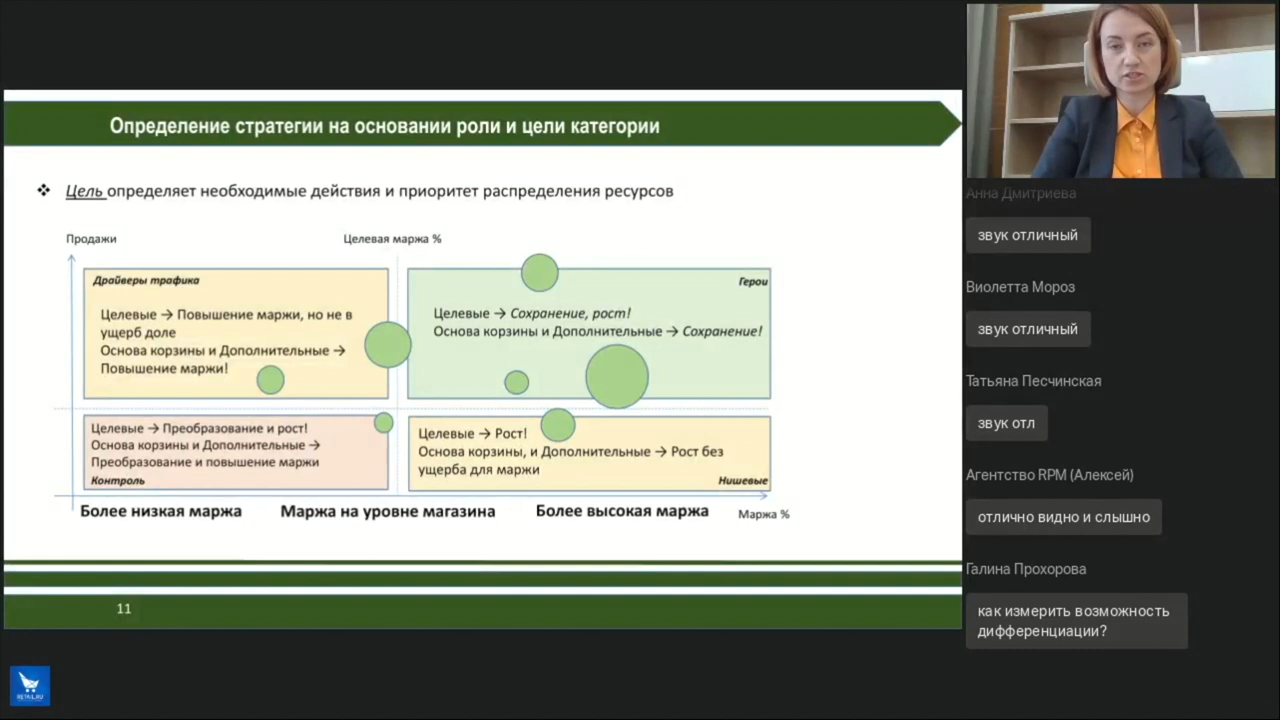 Определение стратегии на основании роли и цели категории
❖ Цель определяет необходимые действия и приоритет распределения ресурсов
Продажи
Целевая маржа %
Драйверы трафика
Целевые → Повышение маржи, но не в
ущерб доле
Основа корзины и Дополнительные →
Повышение маржи!
Герои
Целевые → Сохранение, рост!
Основа корзины и Дополнительные → Сохранение!
Целевые → Преобразование и рост!
Основа корзины и Дополнительные →
Преобразование и повышение маржи
Контроль
Целевые → Рост!
Основа корзины, и Дополнительные → Рост без
ущерба для маржи
Нишевые
Более низкая маржа
Маржа на уровне магазина
Более высокая маржа
Маржа %
11
RETAIL.RU
Анна Дмитриева
звук отличный
Виолетта Мороз
звук отличный
Татьяна Песчинская
звук отл
Агентство RPM (Алексей)
отлично видно и слышно
Галина Прохорова
как измерить возможность
дифференциации?